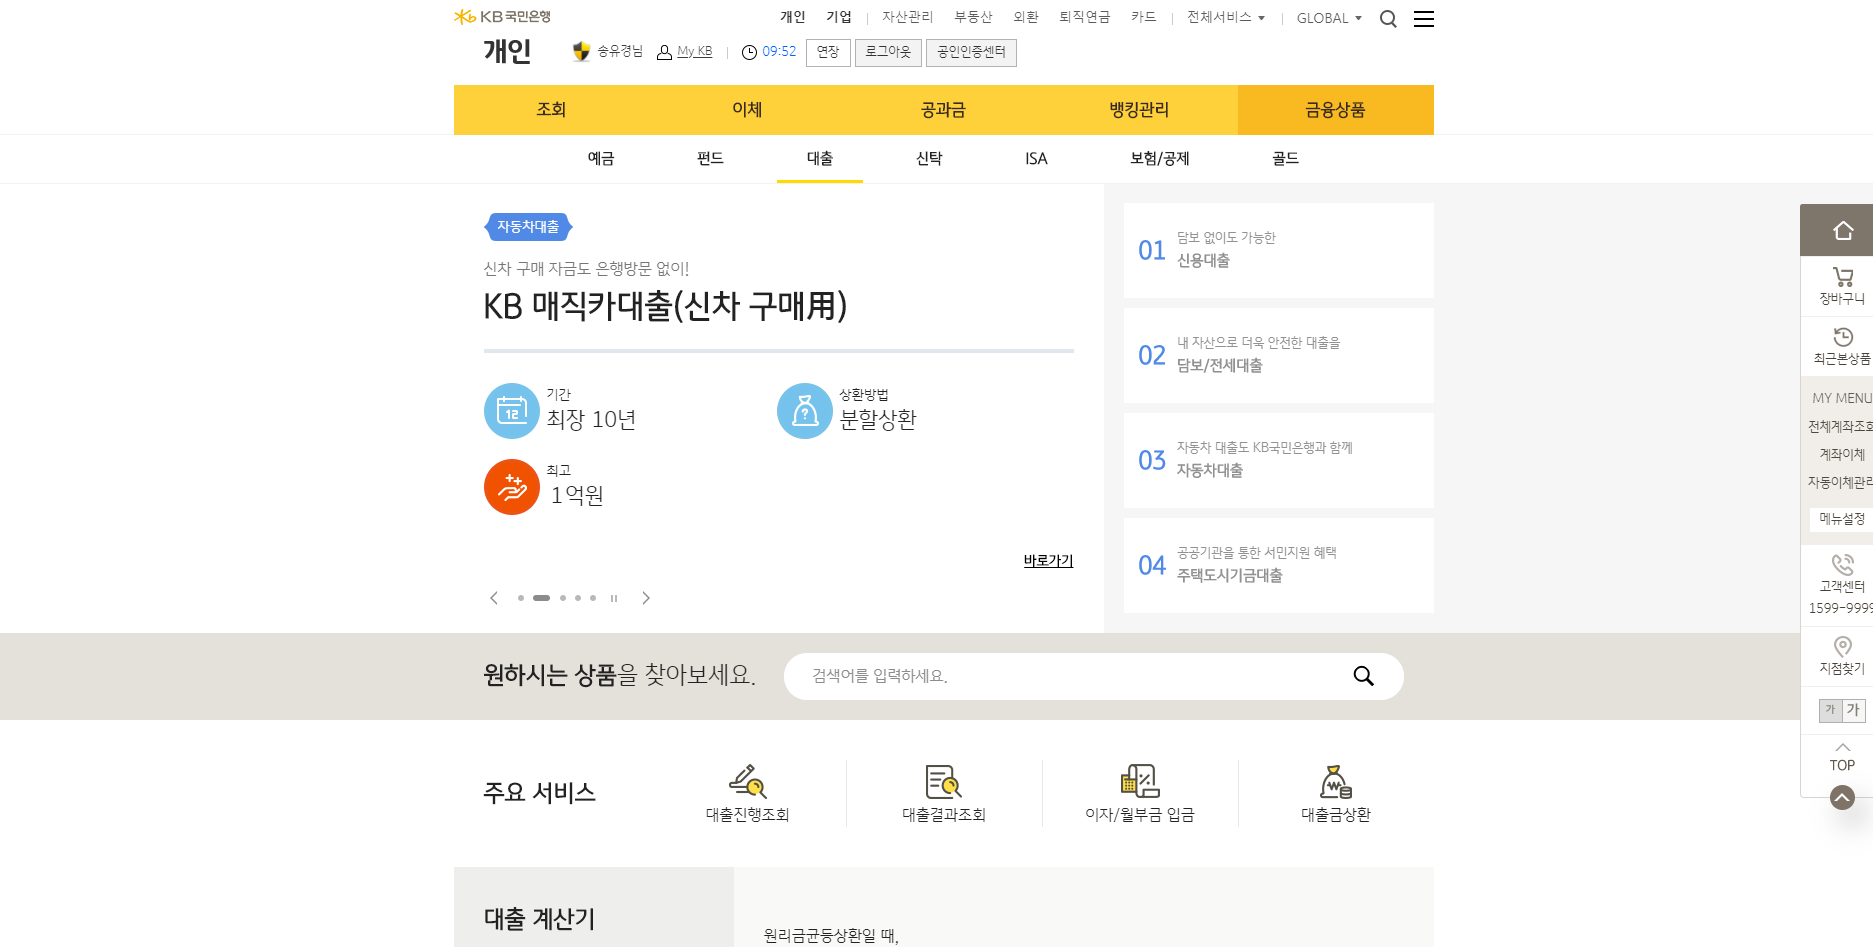 KB국민은행
개인 기업 자산관리 부동산 외환 퇴직연금 카드 전체서비스 GLOBAL
개인 송유경님 My KB 09:52 연장 로그아웃 공인인증센터
조회 이체 공과금 뱅킹관리 금융상품
예금 펀드 대출 신탁 ISA 보험/공제 골드
자동차대출
신차 구매 자금도 은행방문 없이!
KB 매직카대출(신차 구매用)
기간
최장 10년
상환방법
분할상환
최고
1억원
바로가기
01 담보 없이도 가능한
신용대출
02 내 자산으로 더욱 안전한 대출을
담보/전세대출
03 자동차 대출도 KB국민은행과 함께
자동차대출
04 공공기관을 통한 서민지원 혜택
주택도시기금대출
원하시는 상품을 찾아보세요. 검색어를 입력하세요.
주요 서비스 대출진행조회 대출결과조회 이자/월부금 입금 대출금상환
대출 계산기
원리금균등상환일 때,
장바구니
최근본상품
MY MENU
전체계좌조회
계좌이체
자동이체관리
메뉴설정
고객센터
1599-9999
지점찾기
가 가
TOP